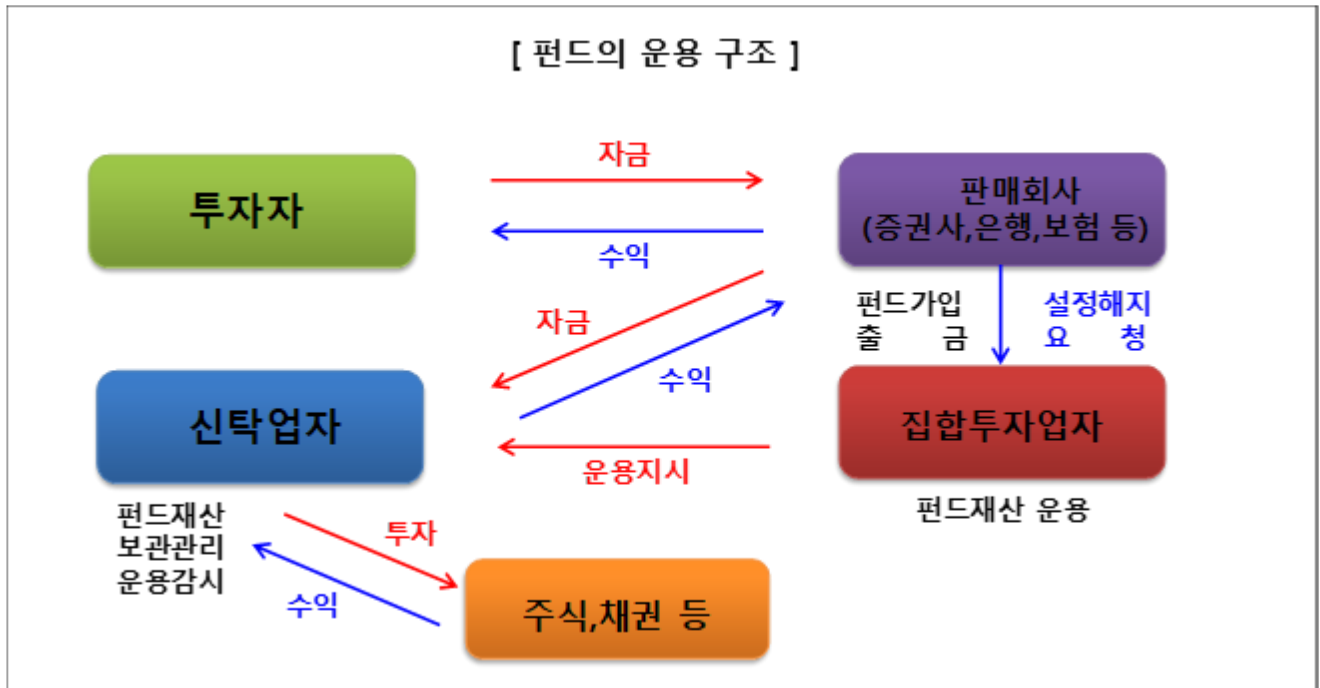 [ 펀드의 운용 구조 ]
투자자
자금
수익
판매회사
(증권사,은행,보험 등)
자금
수익
펀드가입
출 금
설정해지
요 청
신탁업자
운용지시
집합투자업자
펀드재산
보관관리
운용감시
펀드재산 운용
투자
수익
주식,채권 등